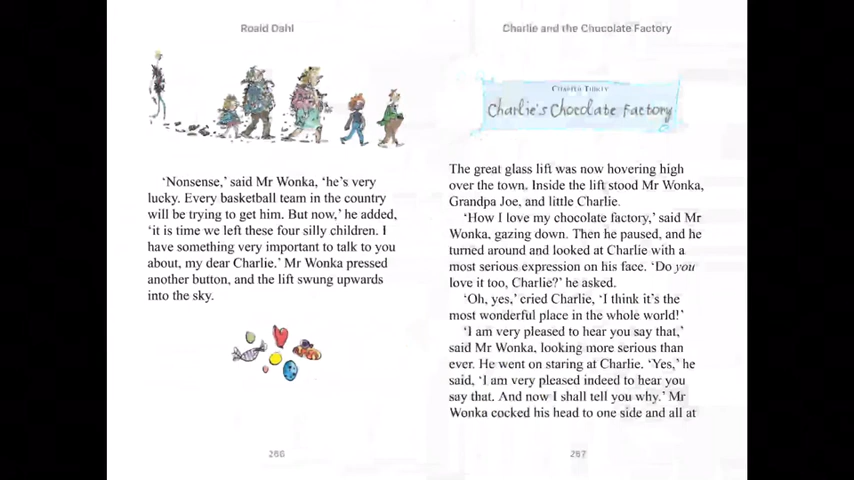 Roald Dahl
'Nonsense,' said Mr Wonka, 'he's very
lucky. Every basketball team in the country
will be trying to get him. But now,' he added,
'it is time we left these four silly children. I
have something very important to talk to you
about, my dear Charlie.' Mr Wonka pressed
another button, and the lift swung upwards
into the sky.
286
Charlie and the Chocolate Factory
Chapter Thirty
Charlie's Chocolate Factory
The great glass lift was now hovering high
over the town. Inside the lift stood Mr Wonka,
Grandpa Joe, and little Charlie.
'How I love my chocolate factory,' said Mr
Wonka, gazing down. Then he paused, and he
turned around and looked at Charlie with a
most serious expression on his face. 'Do you
love it too, Charlie?' he asked.
'Oh, yes,' cried Charlie, 'I think it's the
most wonderful place in the whole world!'
'I am very pleased to hear you say that,'
said Mr Wonka, looking more serious than
ever. He went on staring at Charlie. 'Yes,' he
said, 'I am very pleased indeed to hear you
say that. And now I shall tell you why.' Mr
Wonka cocked his head to one side and all at
287